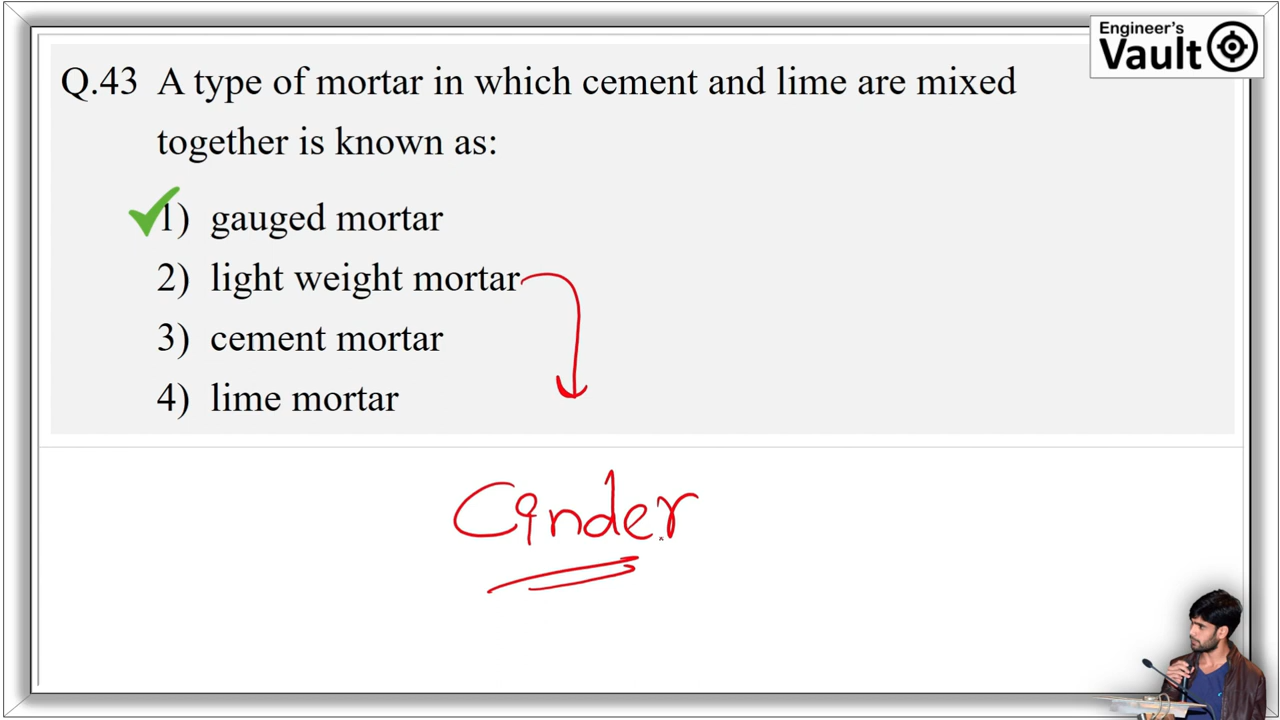 Engineer's
Vault
Q.43 A type of mortar in which cement and lime are mixed
together is known as:
1) gauged mortar
2) light weight mortar
3) cement mortar
4) lime mortar
Cinder